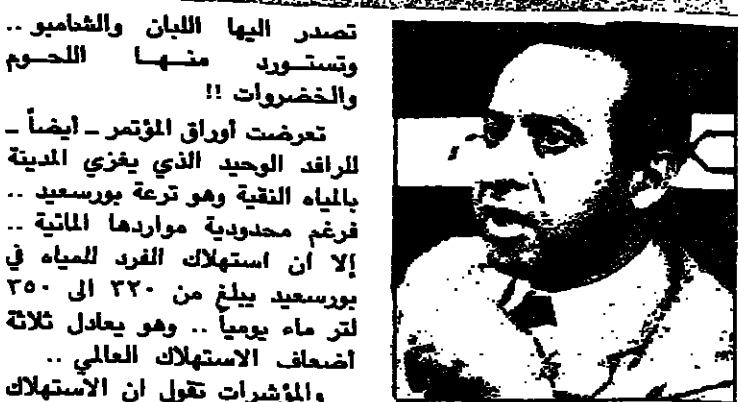 تصدر اليها اللبان والشامبو ..
وتستورد منها اللحوم
والخضروات !!
تعرضت أوراق المؤتمر ـ أيضاً ـ
للرافد الوحيد الذي يغزي المدينة
بالمياه النقية وهو ترعة بورسعيد ..
فرغم محدودية مواردها المائية ..
إلا ان استهلاك الفرد للمياه في
بورسعيد يبلغ من ٣٢٠ الى ٣٥٠
لتر ماء يومياً .. وهو يعادل ثلاثة
أضعاف الاستهلاك العالمي ..
والمؤشرات تقول ان الاستهلاك